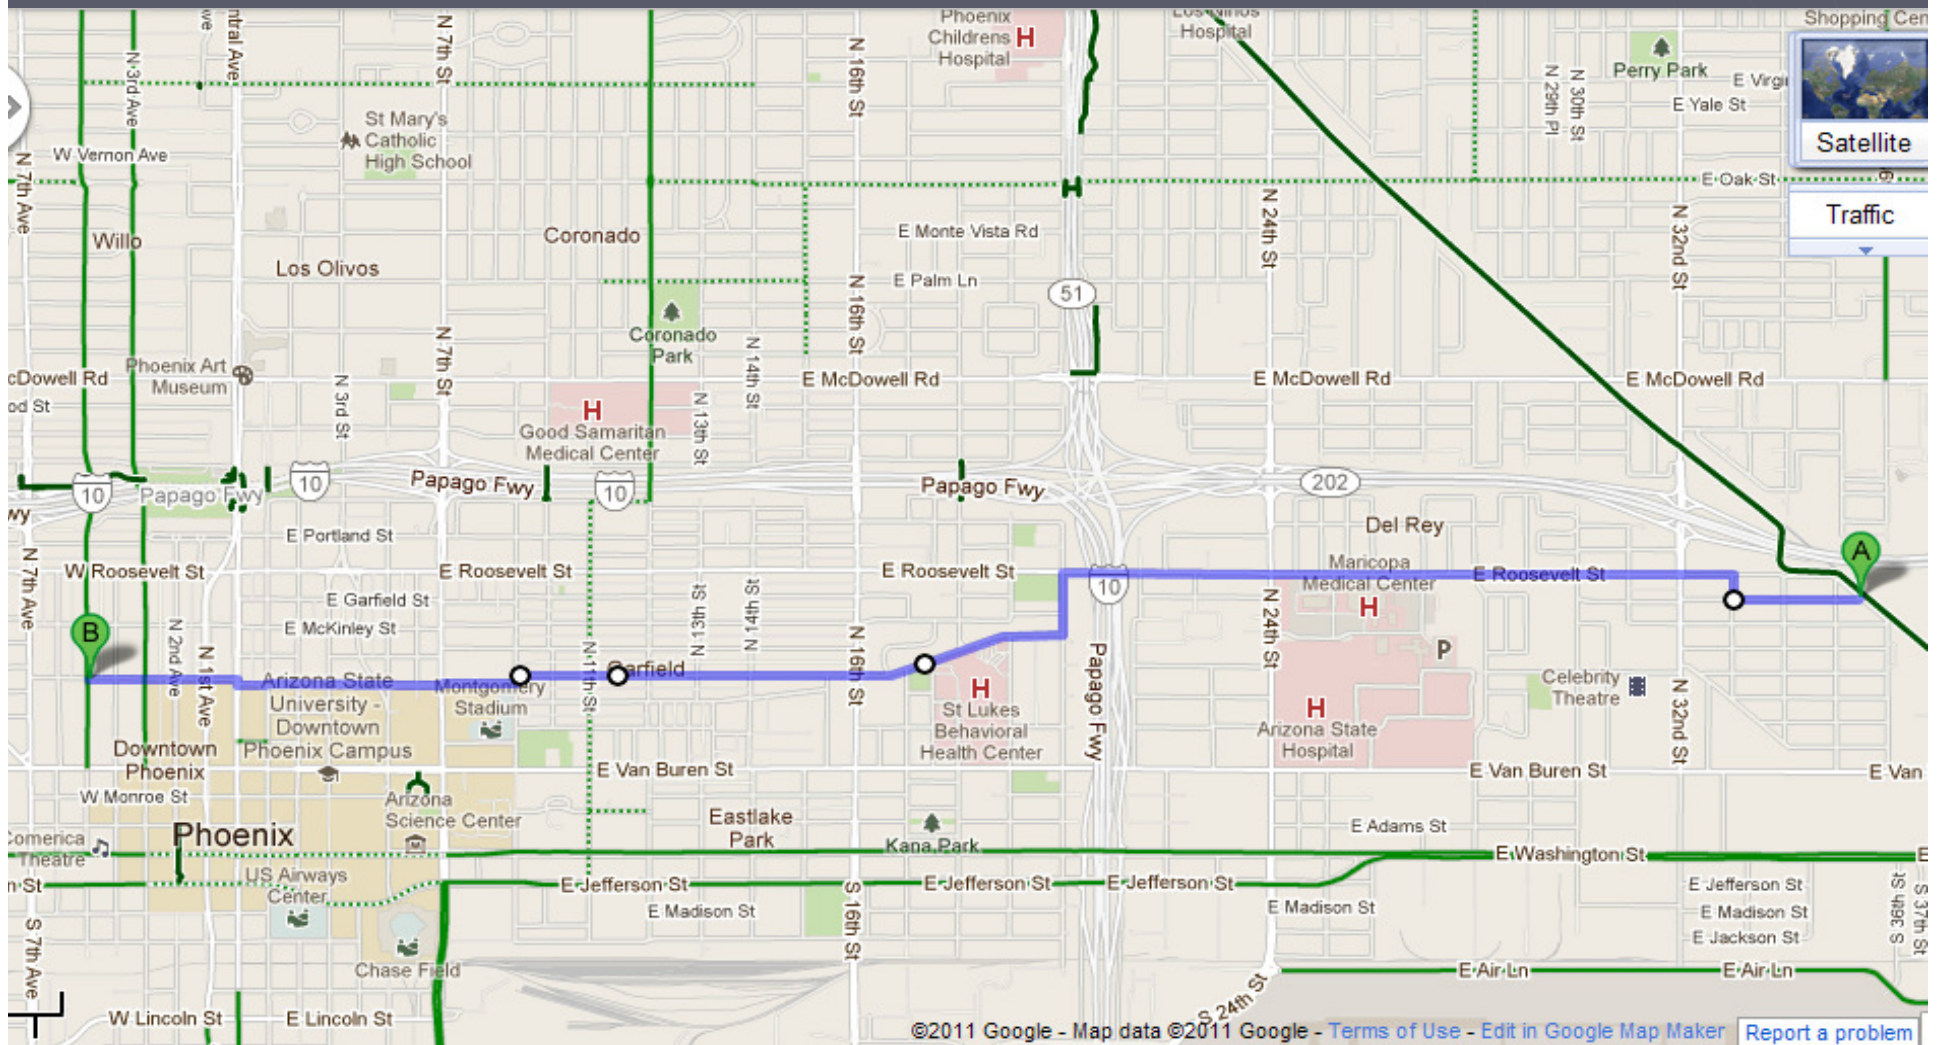 Phoenix
Childrens
Hospital
H
Los Niños
Hospital
Shopping Cen
N 3rd Ave
N 7th St
N 16th St
Perry Park
E Virgi
E Yale St
N 29th Pl
N 30th St
Satellite
St Mary's
Catholic
High School
W Vernon Ave
N 7th Ave
E Oak St
Traffic
Willo
Coronado
Los Olivos
E Monte Vista Rd
E Palm Ln
N 24th St
N 32nd St
51
N 16th St
N 7th St
Coronado
Park
Phoenix Art
Museum
N 3rd St
N 14th St
N 13th St
cDowell Rd
E McDowell Rd
E McDowell Rd
E McDowell Rd
od St
H
Good Samaritan
Medical Center
10
Papago Fwy
10
Papago Fwy
10
Papago Fwy
202
wy
Del Rey
E Portland St
N 7th Ave
W Roosevelt St
E Roosevelt St
E Roosevelt St
10
Maricopa
Medical Center
H
E Roosevelt St
A
E Garfield St
E McKinley St
B
N 2nd Ave
N 1st Ave
N 11th St
N 13th St
N 14th St
N 16th St
N 24th St
Garfield
Arizona State
University -
Downtown
Phoenix Campus
Montgomery
Stadium
H
St Lukes
Behavioral
Health Center
Papago Fwy
P
H
Arizona State
Hospital
Celebrity
Theatre
N 32nd St
Downtown
Phoenix
E Van Buren St
E Van Buren St
E Van
W Monroe St
Arizona
Science Center
Eastlake
Park
Kana Park
E Adams St
Phoenix
Comerica
Theatre
E Washington St
E
n St
US Airways
Center
E Jefferson St
E Jefferson St
E Jefferson St
E Jefferson St
E Madison St
E Madison St
E Madison St
E Jackson St
S 7th Ave
S 16th St
S 36th St
S 37th St
Chase Field
E Air Ln
E Air Ln
S 24th St
W Lincoln St
E Lincoln St
©2011 Google - Map data ©2011 Google - Terms of Use - Edit in Google Map Maker
Report a problem